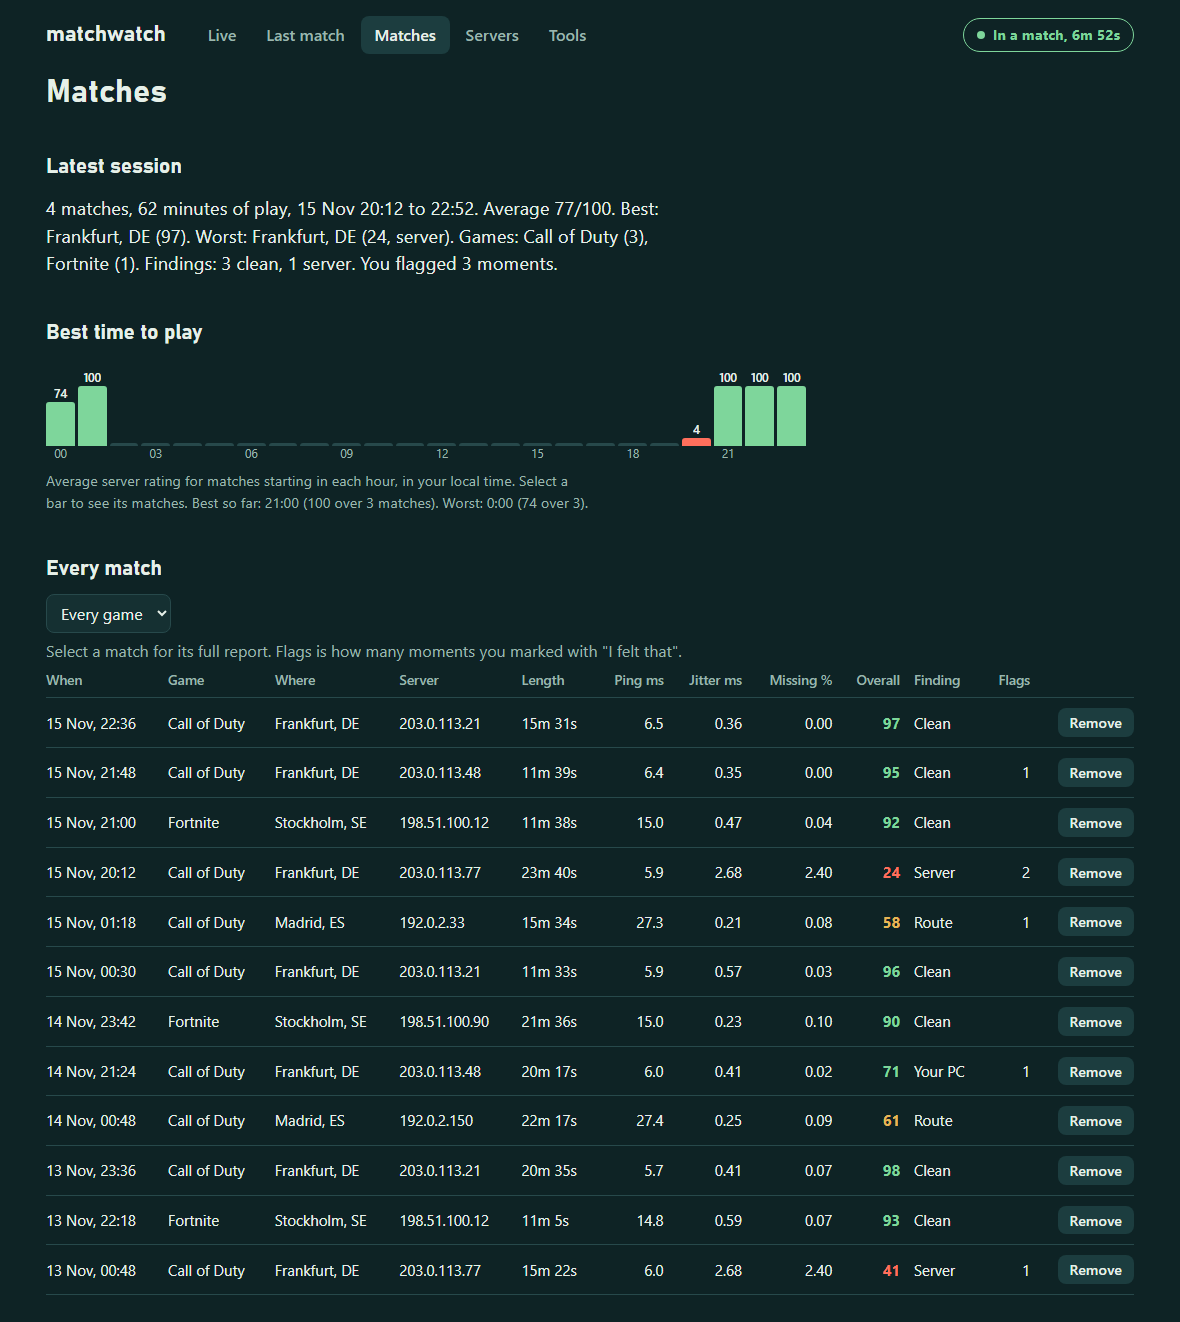 matchwatch Live Last match Matches Servers Tools In a match, 6m 52s
Matches
Latest session
4 matches, 62 minutes of play, 15 Nov 20:12 to 22:52. Average 77/100. Best:
Frankfurt, DE (97). Worst: Frankfurt, DE (24, server). Games: Call of Duty (3),
Fortnite (1). Findings: 3 clean, 1 server. You flagged 3 moments.
Best time to play
74 100 4 100 100 100
00 03 06 09 12 15 18 21
Average server rating for matches starting in each hour, in your local time. Select a
bar to see its matches. Best so far: 21:00 (100 over 3 matches). Worst: 0:00 (74 over 3).
Every match
Every game
Select a match for its full report. Flags is how many moments you marked with "I felt that".
When Game Where Server Length Ping ms Jitter ms Missing % Overall Finding Flags
15 Nov, 22:36 Call of Duty Frankfurt, DE 203.0.113.21 15m 31s 6.5 0.36 0.00 97 Clean Remove
15 Nov, 21:48 Call of Duty Frankfurt, DE 203.0.113.48 11m 39s 6.4 0.35 0.00 95 Clean 1 Remove
15 Nov, 21:00 Fortnite Stockholm, SE 198.51.100.12 11m 38s 15.0 0.47 0.04 92 Clean Remove
15 Nov, 20:12 Call of Duty Frankfurt, DE 203.0.113.77 23m 40s 5.9 2.68 2.40 24 Server 2 Remove
15 Nov, 01:18 Call of Duty Madrid, ES 192.0.2.33 15m 34s 27.3 0.21 0.08 58 Route 1 Remove
15 Nov, 00:30 Call of Duty Frankfurt, DE 203.0.113.21 11m 33s 5.9 0.57 0.03 96 Clean Remove
14 Nov, 23:42 Fortnite Stockholm, SE 198.51.100.90 21m 36s 15.0 0.23 0.10 90 Clean Remove
14 Nov, 21:24 Call of Duty Frankfurt, DE 203.0.113.48 20m 17s 6.0 0.41 0.02 71 Your PC 1 Remove
14 Nov, 00:48 Call of Duty Madrid, ES 192.0.2.150 22m 17s 27.4 0.25 0.09 61 Route Remove
13 Nov, 23:36 Call of Duty Frankfurt, DE 203.0.113.21 20m 35s 5.7 0.41 0.07 98 Clean Remove
13 Nov, 22:18 Fortnite Stockholm, SE 198.51.100.12 11m 5s 14.8 0.59 0.07 93 Clean Remove
13 Nov, 00:48 Call of Duty Frankfurt, DE 203.0.113.77 15m 22s 6.0 2.68 2.40 41 Server 1 Remove